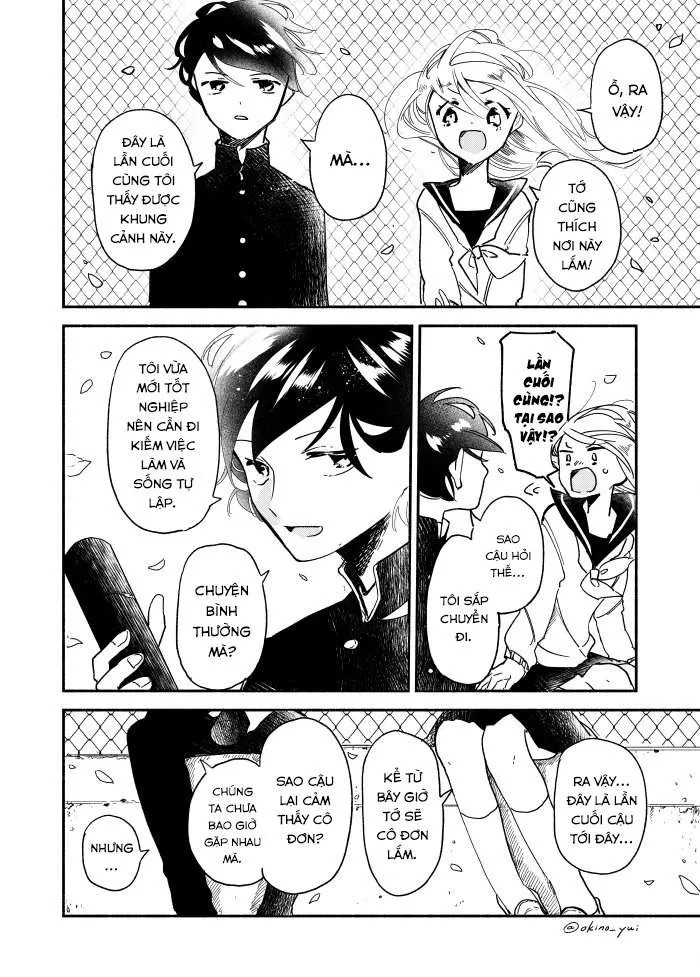 Ồ, RA
VẬY!
TỚ
CŨNG
THÍCH
NƠI NÀY
LẮM!
MÀ...
ĐÂY LÀ
LẦN CUỐI
CÙNG TÔI
THẤY ĐƯỢC
KHUNG
CẢNH NÀY.
LẦN
CUỐI
CÙNG!?
TẠI SAO
VẬY!?
SAO
CẬU HỎI
THẾ...
TÔI SẮP
CHUYỂN
ĐI.
TÔI VỪA
MỚI TỐT
NGHIỆP
NÊN CẦN ĐI
KIẾM VIỆC
LÀM VÀ
SỐNG TỰ
LẬP.
CHUYỆN
BÌNH
THƯỜNG
MÀ?
RA VẬY...
ĐÂY LÀ LẦN
CUỐI CẬU
TỚI ĐÂY...
KỂ TỪ
BÂY GIỜ
TỚ SẼ
CÔ ĐƠN
LẮM.
SAO CẬU
LẠI CẢM
THẤY CÔ
ĐƠN?
CHÚNG
TA CHƯA
BAO GIỜ
GẶP NHAU
MÁ.
NHƯNG
...
@okino_yui